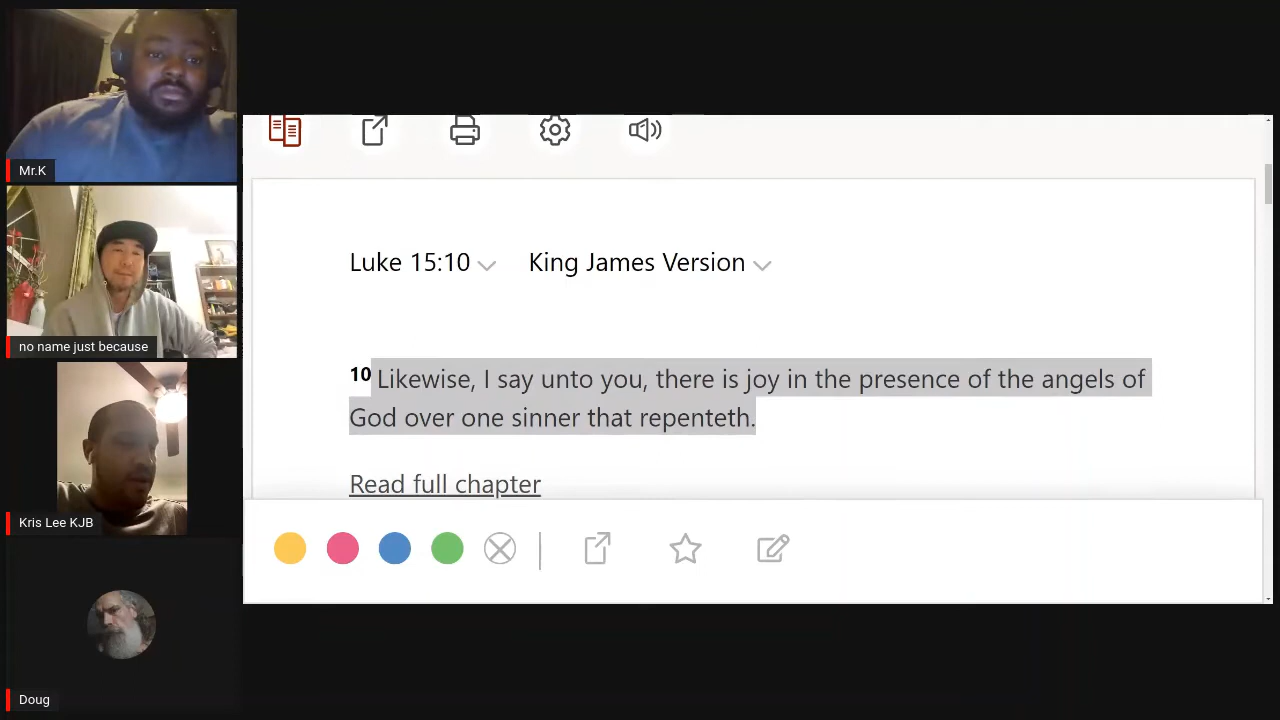 Mr.K
no name just because
Kris Lee KJB
Doug
Luke 15:10 King James Version
10 Likewise, I say unto you, there is joy in the presence of the angels of
God over one sinner that repenteth.
Read full chapter